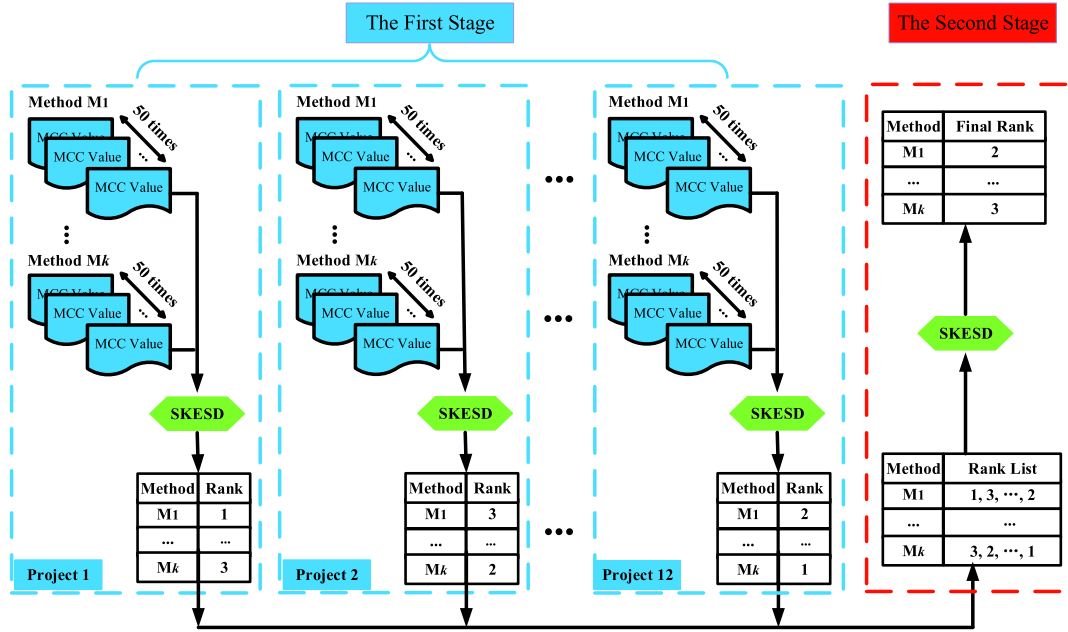 The First Stage
The Second Stage
Method M1
50 times
MCC Value
MCC Value
...
MCC Value
...
Method Mk
50 times
MCC Value
MCC Value
...
MCC Value
SKESD
Method Rank
M1 1
... ...
Mk 3
Project 1
Method M1
50 times
MCC Value
MCC Value
...
MCC Value
...
Method Mk
50 times
MCC Value
MCC Value
...
MCC Value
SKESD
Method Rank
M1 3
... ...
Mk 2
Project 2
...
...
...
Method M1
50 times
MCC Value
MCC Value
...
MCC Value
...
Method Mk
50 times
MCC Value
MCC Value
...
MCC Value
SKESD
Method Rank
M1 2
... ...
Mk 1
Project 12
Method Final Rank
M1 2
... ...
Mk 3
SKESD
Method Rank List
M1 1, 3, ···, 2
... ...
Mk 3, 2, ···, 1